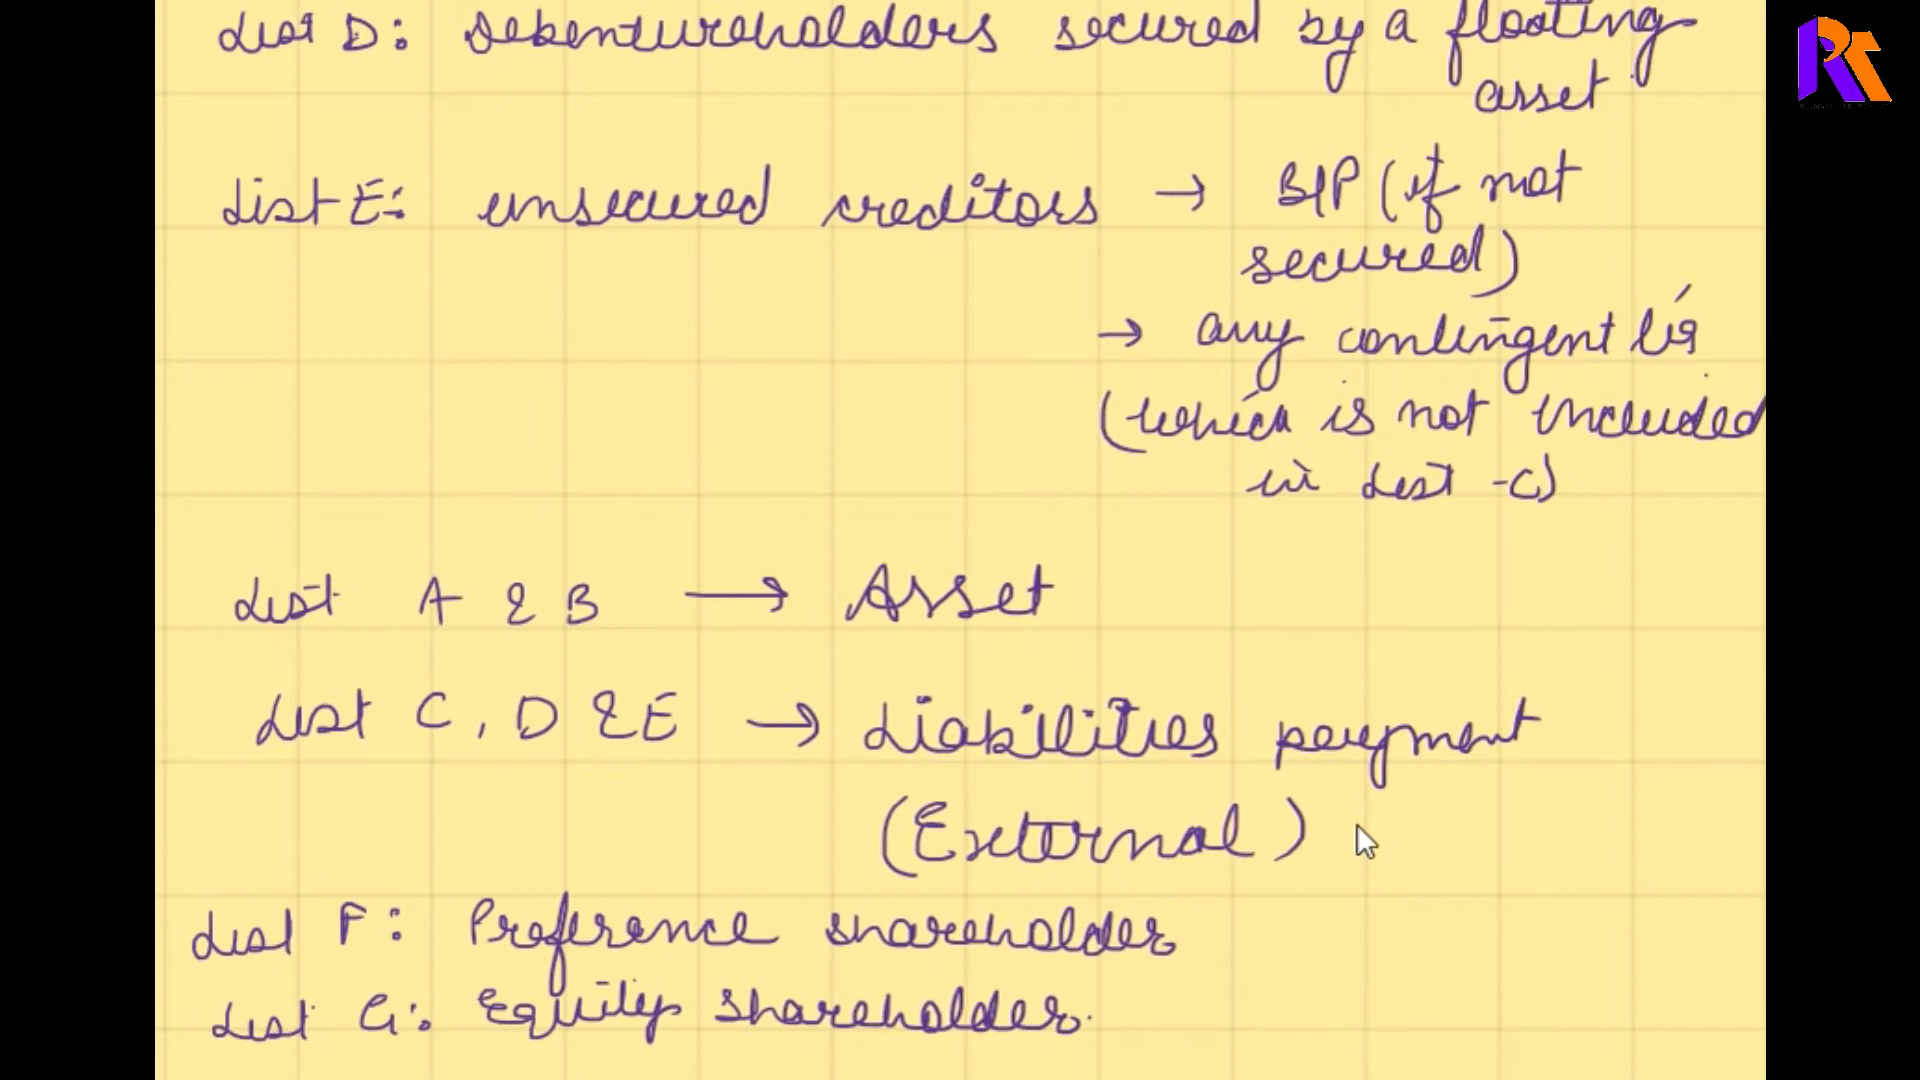 List D: Debentureholders secured by a floating
asset
List E: unsecured creditors → B/P (if not
secured)
→ any contingent lia
(which is not included
in List -C)
List A & B → Asset
List C, D & E → Liabilities payment
(External)
List F: Preference shareholder
List G: Equity shareholder.